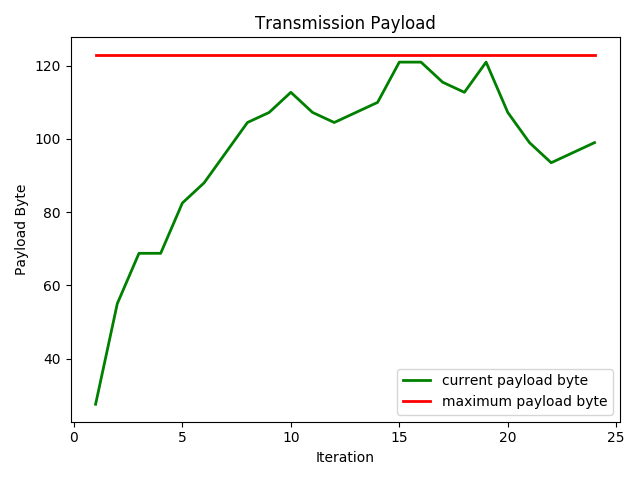 Transmission Payload
Payload Byte
120
100
80
60
40
0
5
10
15
20
25
Iteration
current payload byte
maximum payload byte